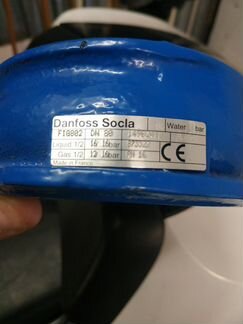 Danfoss Socla Water bar
F18882 DN 80
Liquid 1/2 16 16bar
Gas 1/2 12 16bar PN 16
Made in France CE